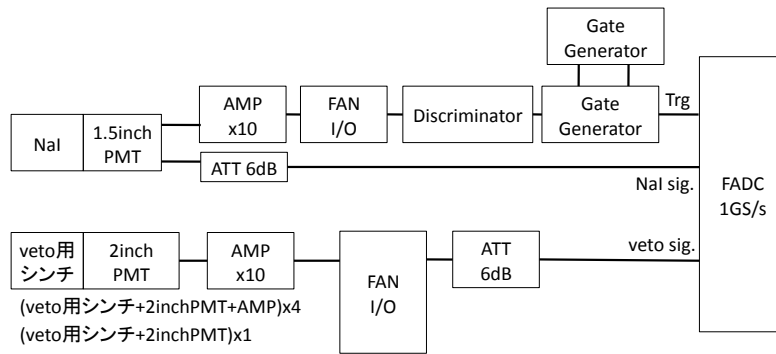 Gate
Generator
NaI
1.5inch
PMT
AMP
x10
FAN
I/O
Discriminator
Gate
Generator
Trg
ATT 6dB
NaI sig.
FADC
1GS/s
veto用
シンチ
2inch
PMT
AMP
x10
FAN
I/O
ATT
6dB
veto sig.
(veto用シンチ+2inchPMT+AMP)x4
(veto用シンチ+2inchPMT)x1